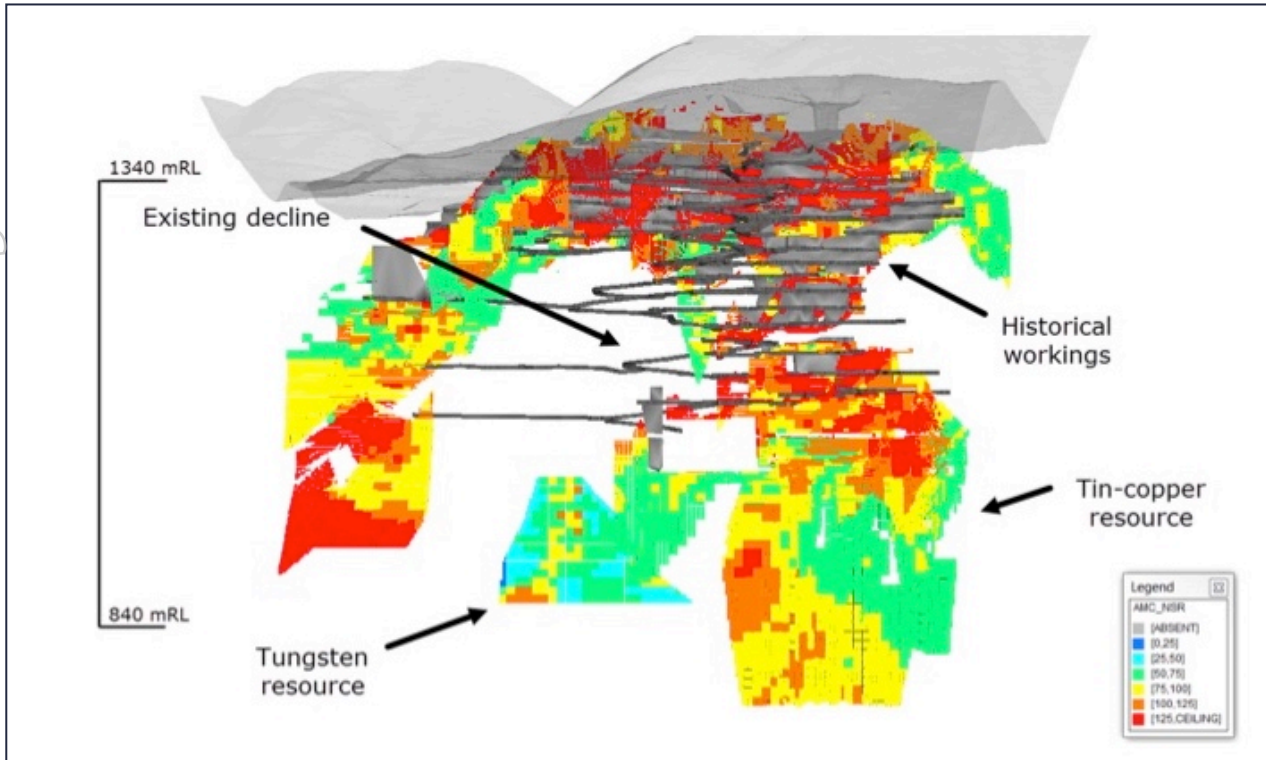 1340 mRL
Existing decline
Historical
workings
Tin-copper
resource
840 mRL
Tungsten
resource
Legend
AMC_NSR
[ABSENT]
[0,25]
[25,50]
[50,75]
[75,100]
[100,125]
[125,CEILING]